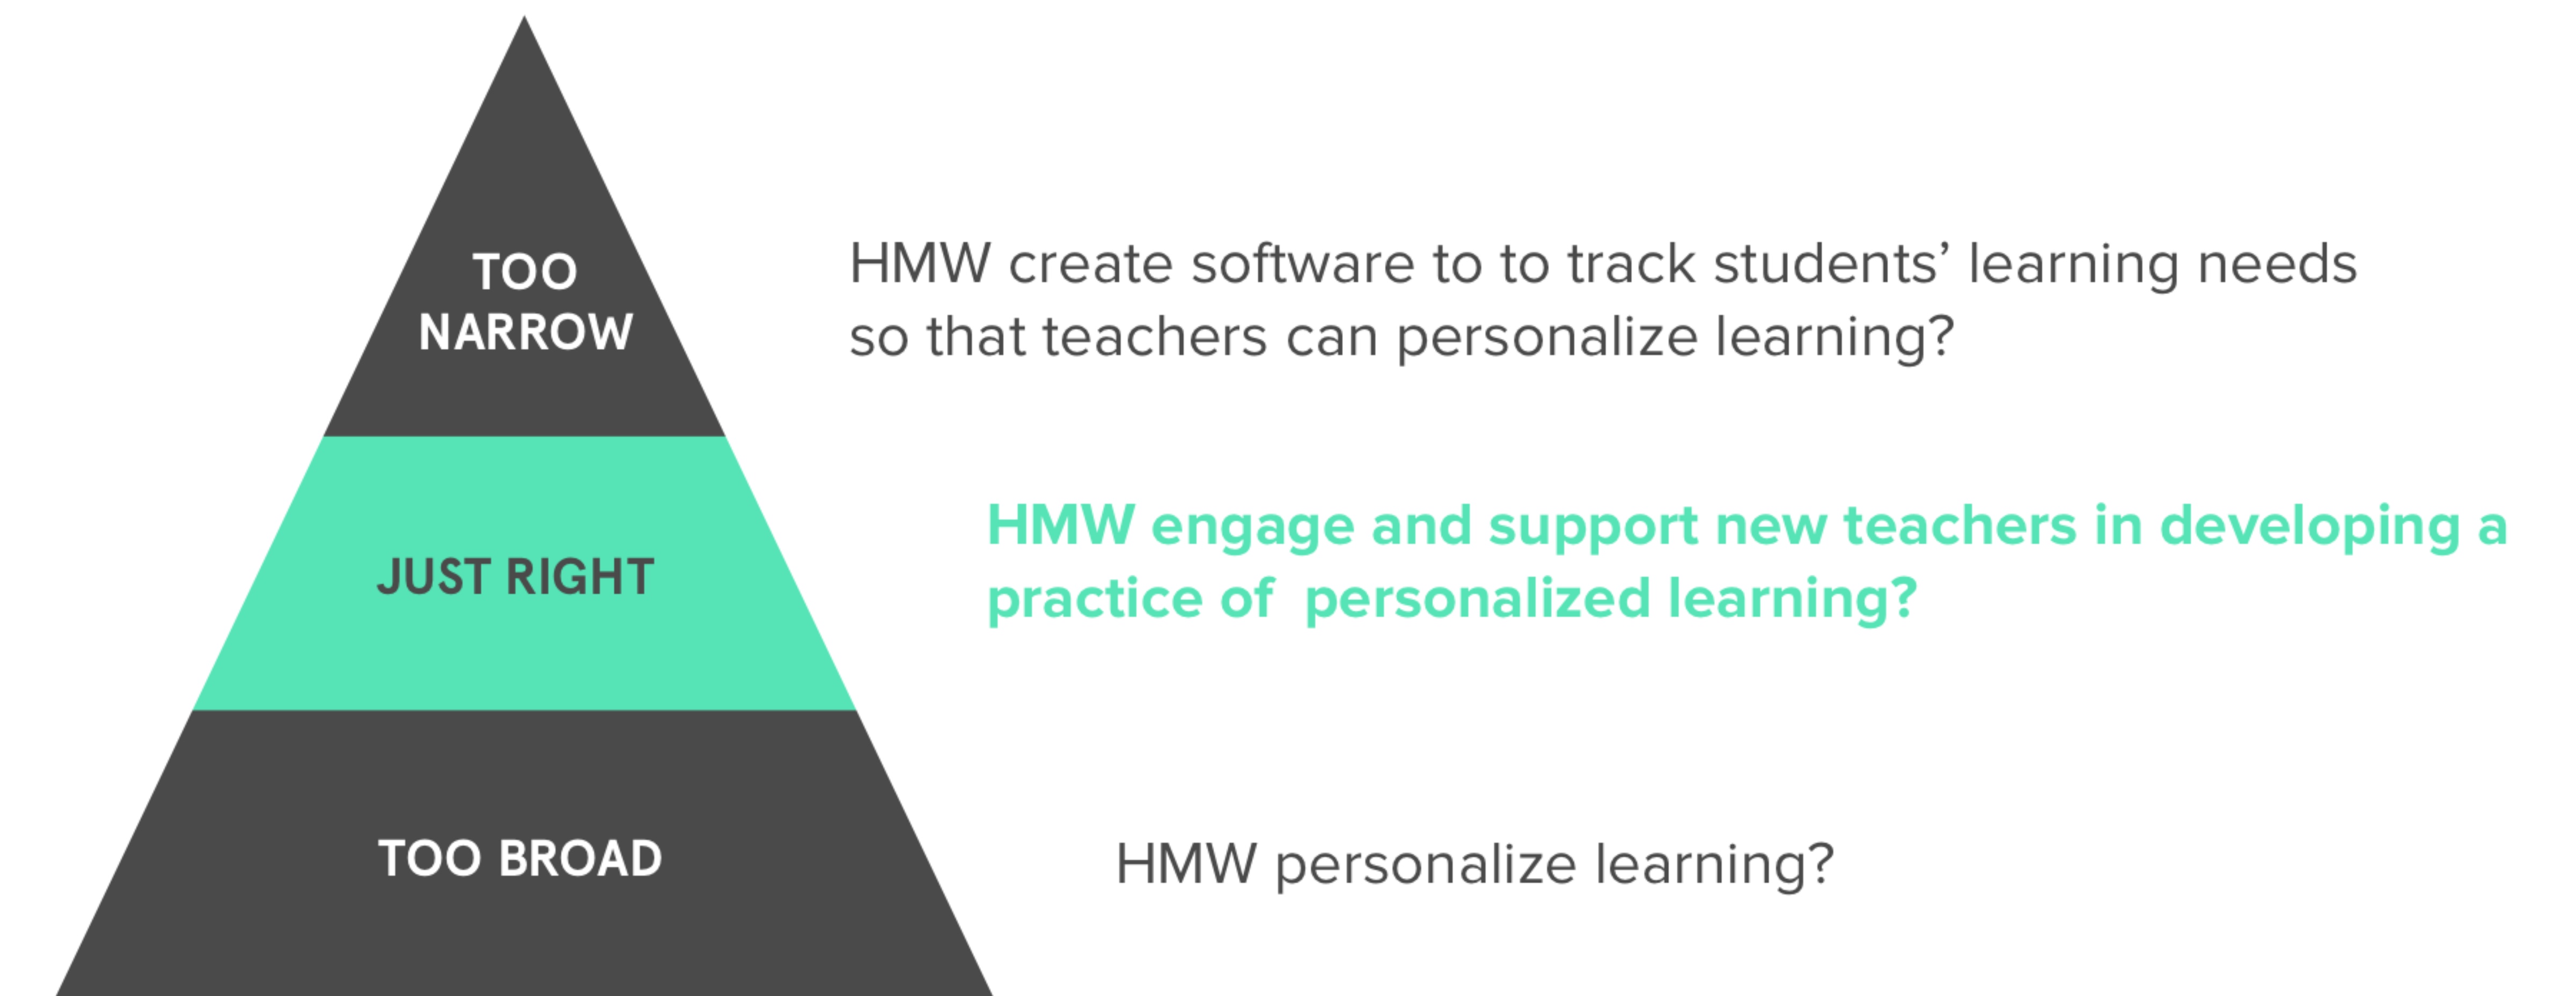 TOO
NARROW
HMW create software to to track students’ learning needs
so that teachers can personalize learning?
JUST RIGHT
HMW engage and support new teachers in developing a
practice of  personalized learning?
TOO BROAD
HMW personalize learning?